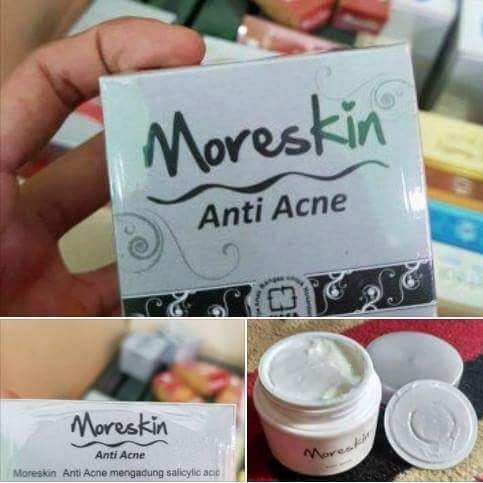 Moreskin
Anti Acne
Moreskin
Anti Acne
Moreskin Anti Acne mengadung salicylic acid
Moreskin